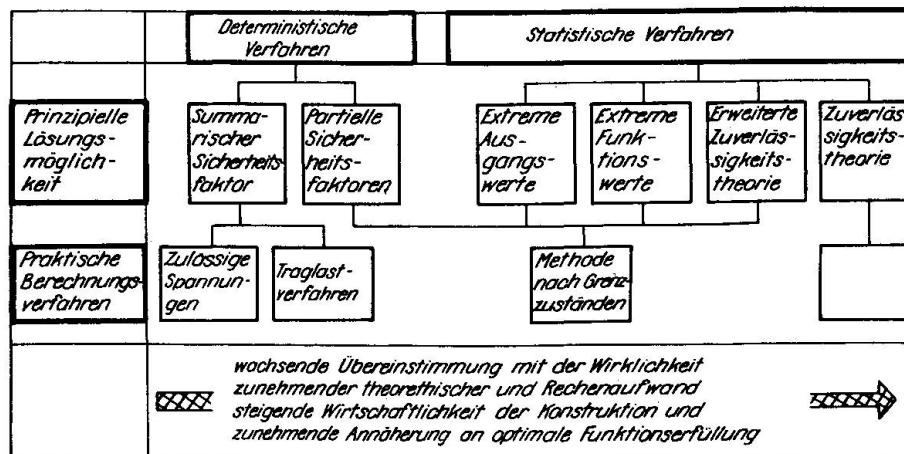 Deterministische
Verfahren
Statistische Verfahren
Prinzipielle
Lösungs-
möglich-
keit
Summa-
rischer
Sicherheits-
faktor
Partielle
Sicher-
heits-
faktoren
Extreme
Aus-
gangs-
werte
Extreme
Funk-
tions-
werte
Erweiterte
Zuverläs-
sigkeits-
theorie
Zuverläs-
sigkeits-
theorie
Praktische
Berechnungs-
verfahren
Zulässige
Spannun-
gen
Traglast-
verfahren
Methode
nach Grenz-
zuständen
wachsende Übereinstimmung mit der Wirklichkeit
zunehmender theorethischer und Rechenaufwand
steigende Wirtschaftlichkeit der Konstruktion und
zunehmende Annäherung an optimale Funktionserfüllung